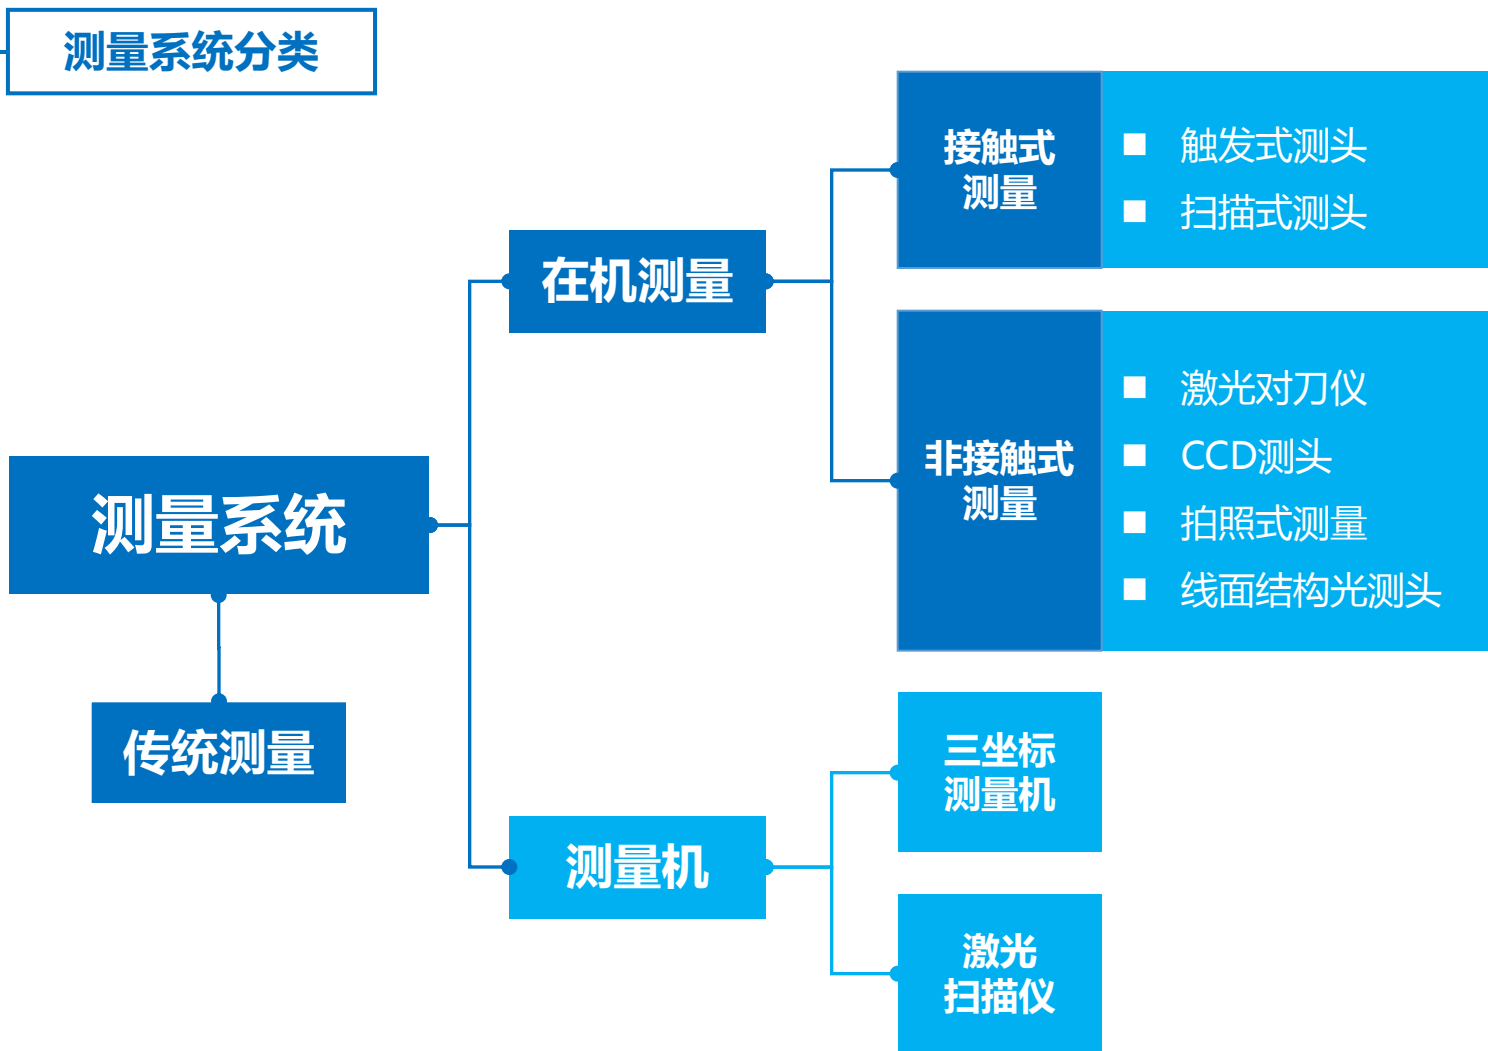 测量系统分类
接触式
测量
触发式测头
扫描式测头
在机测量
非接触式
测量
激光对刀仪
CCD测头
拍照式测量
线面结构光测头
测量系统
传统测量
测量机
三坐标
测量机
激光
扫描仪